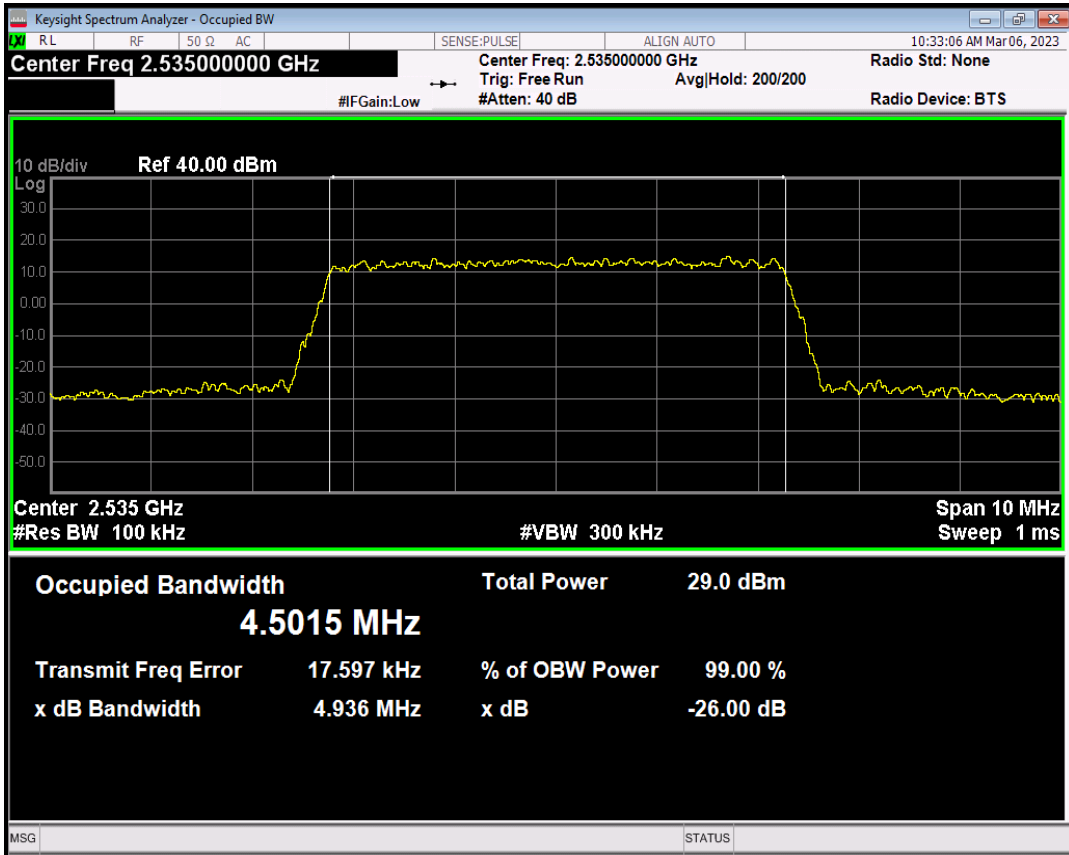 Keysight Spectrum Analyzer - Occupied BW
LXI RL RF 50 Ω AC SENSE:PULSE ALIGN AUTO 10:33:06 AM Mar 06, 2023
Center Freq 2.535000000 GHz Center Freq: 2.535000000 GHz Radio Std: None
Trig: Free Run Avg|Hold: 200/200
#IFGain:Low #Atten: 40 dB Radio Device: BTS
10 dB/div Ref 40.00 dBm
Log
30.0
20.0
10.0
0.00
-10.0
-20.0
-30.0
-40.0
-50.0
Center 2.535 GHz Span 10 MHz
#Res BW 100 kHz #VBW 300 kHz Sweep 1 ms
Occupied Bandwidth Total Power 29.0 dBm
4.5015 MHz
Transmit Freq Error 17.597 kHz % of OBW Power 99.00 %
x dB Bandwidth 4.936 MHz x dB -26.00 dB
MSG STATUS